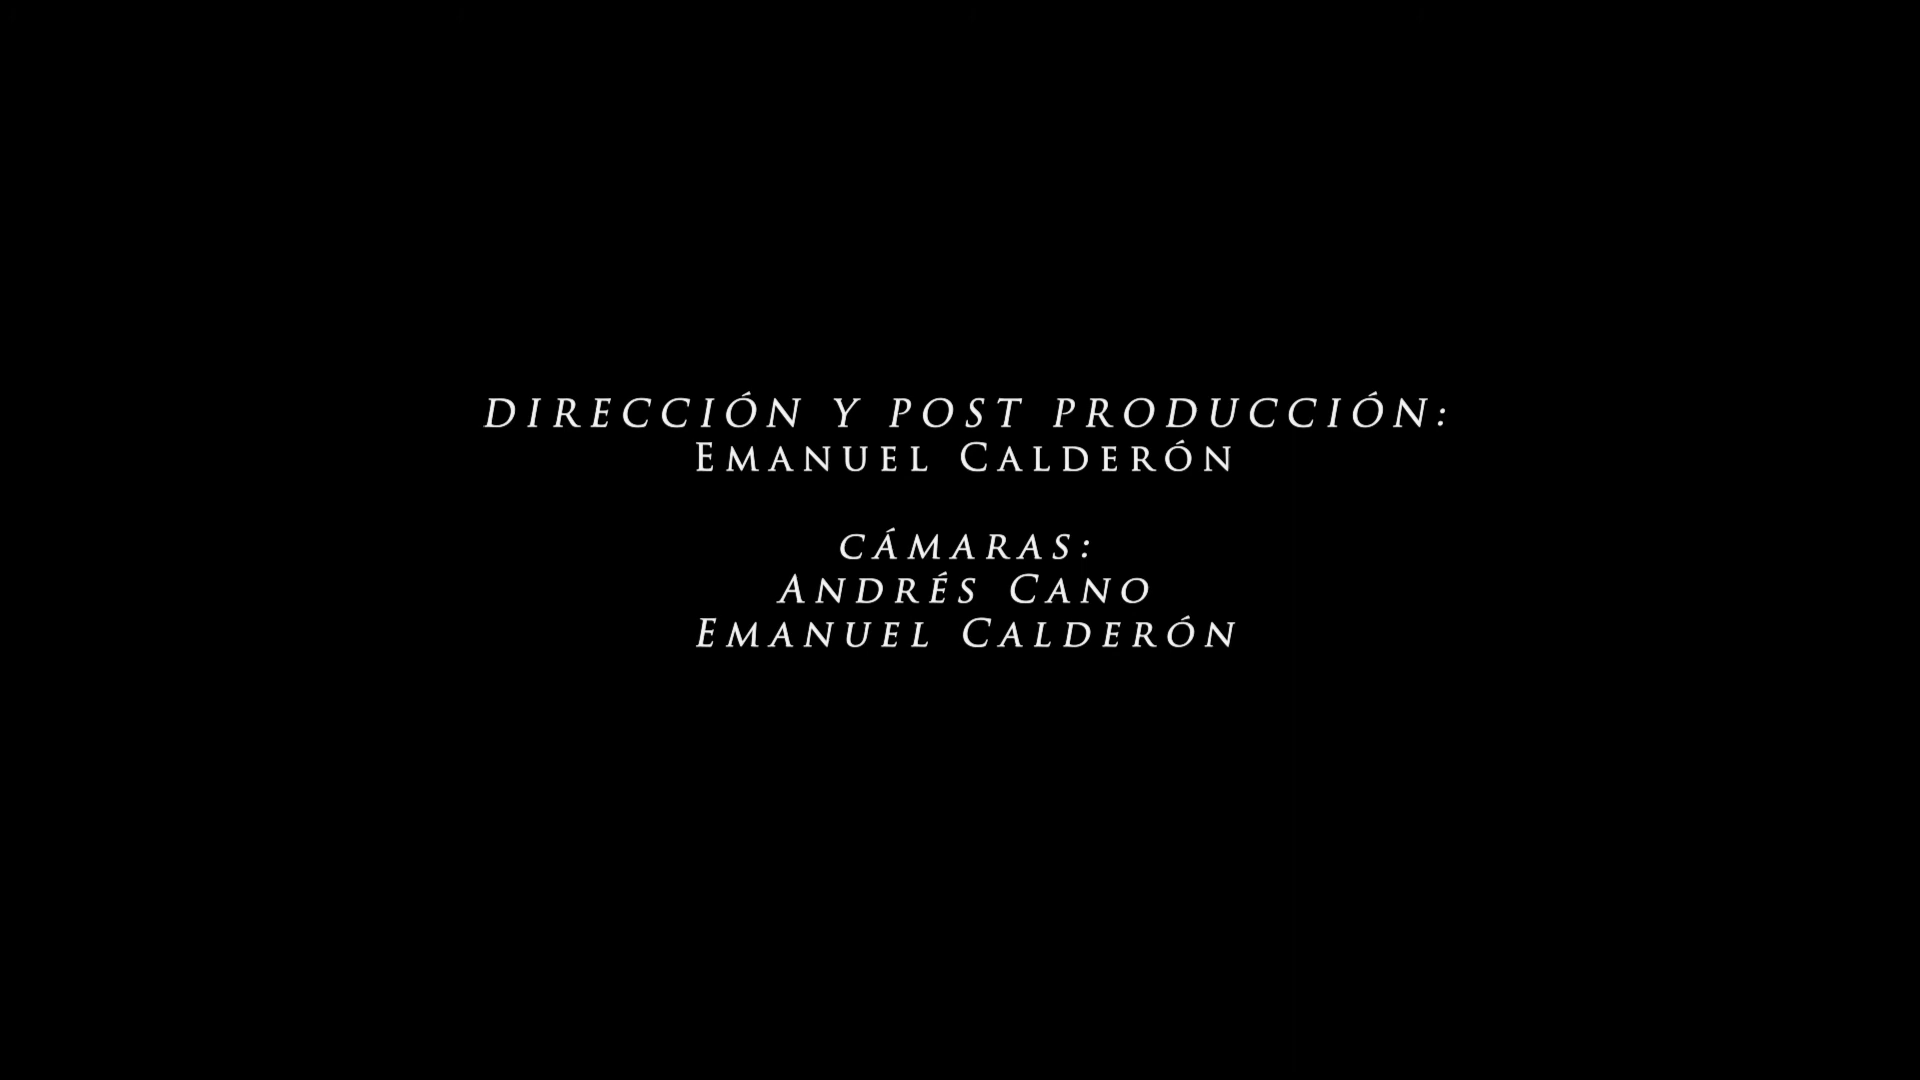 DIRECCIÓN Y POST PRODUCCIÓN:
EMANUEL CALDERÓN
CÁMARAS:
ANDRÉS CANO
EMANUEL CALDERÓN